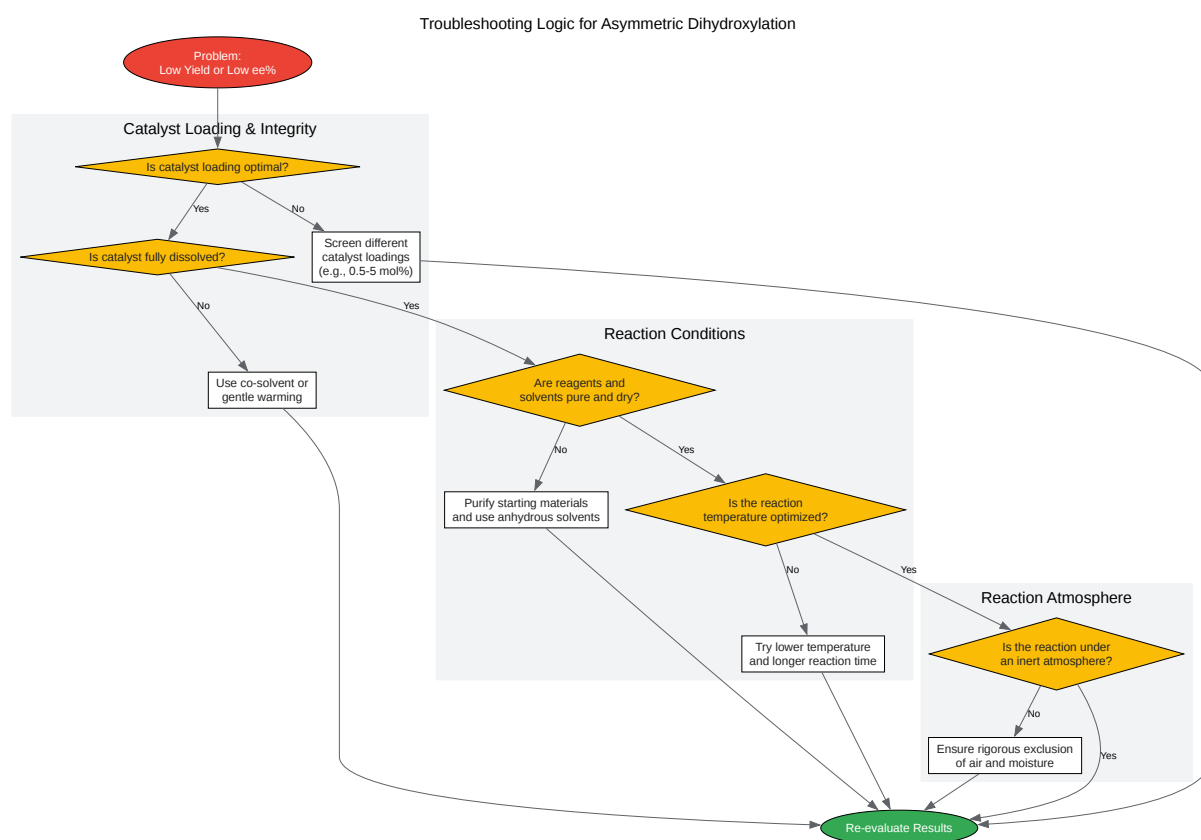 Troubleshooting Logic for Asymmetric Dihydroxylation
Problem:
Low Yield or Low ee%
Catalyst Loading & Integrity
Is catalyst loading optimal?
Yes
No
Is catalyst fully dissolved?
Screen different
catalyst loadings
(e.g., 0.5-5 mol%)
No
Yes
Use co-solvent or
gentle warming
Reaction Conditions
Are reagents and
solvents pure and dry?
No
Yes
Purify starting materials
and use anhydrous solvents
Is the reaction
temperature optimized?
No
Yes
Try lower temperature
and longer reaction time
Reaction Atmosphere
Is the reaction under
an inert atmosphere?
No
Yes
Ensure rigorous exclusion
of air and moisture
Re-evaluate Results